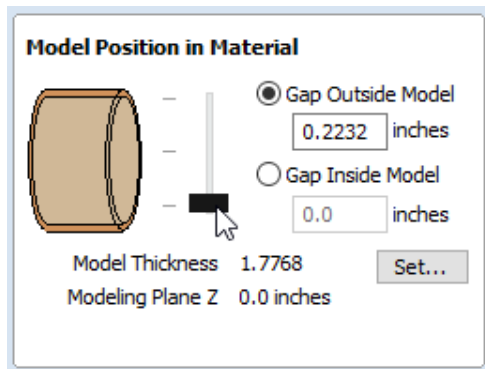 Model Position in Material
Gap Outside Model
0.2232 inches
Gap Inside Model
0.0 inches
Model Thickness 1.7768 Set...
Modeling Plane Z 0.0 inches